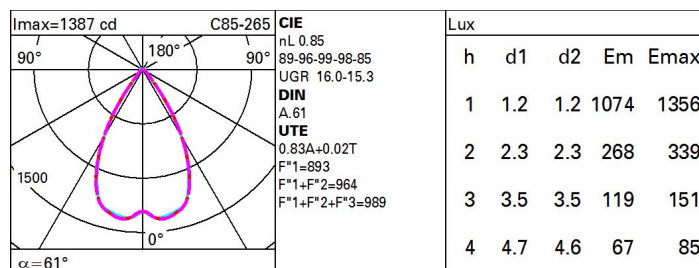 Imax=1387 cd C85-265
90° 180° 90°
1500
0°
α=61°
CIE
nL 0.85
89-96-99-98-85
UGR 16.0-15.3
DIN
A.61
UTE
0.83A+0.02T
F"1=893
F"1+F"2=964
F"1+F"2+F"3=989
Lux
h d1 d2 Em Emax
1 1.2 1.2 1074 1356
2 2.3 2.3 268 339
3 3.5 3.5 119 151
4 4.7 4.6 67 85